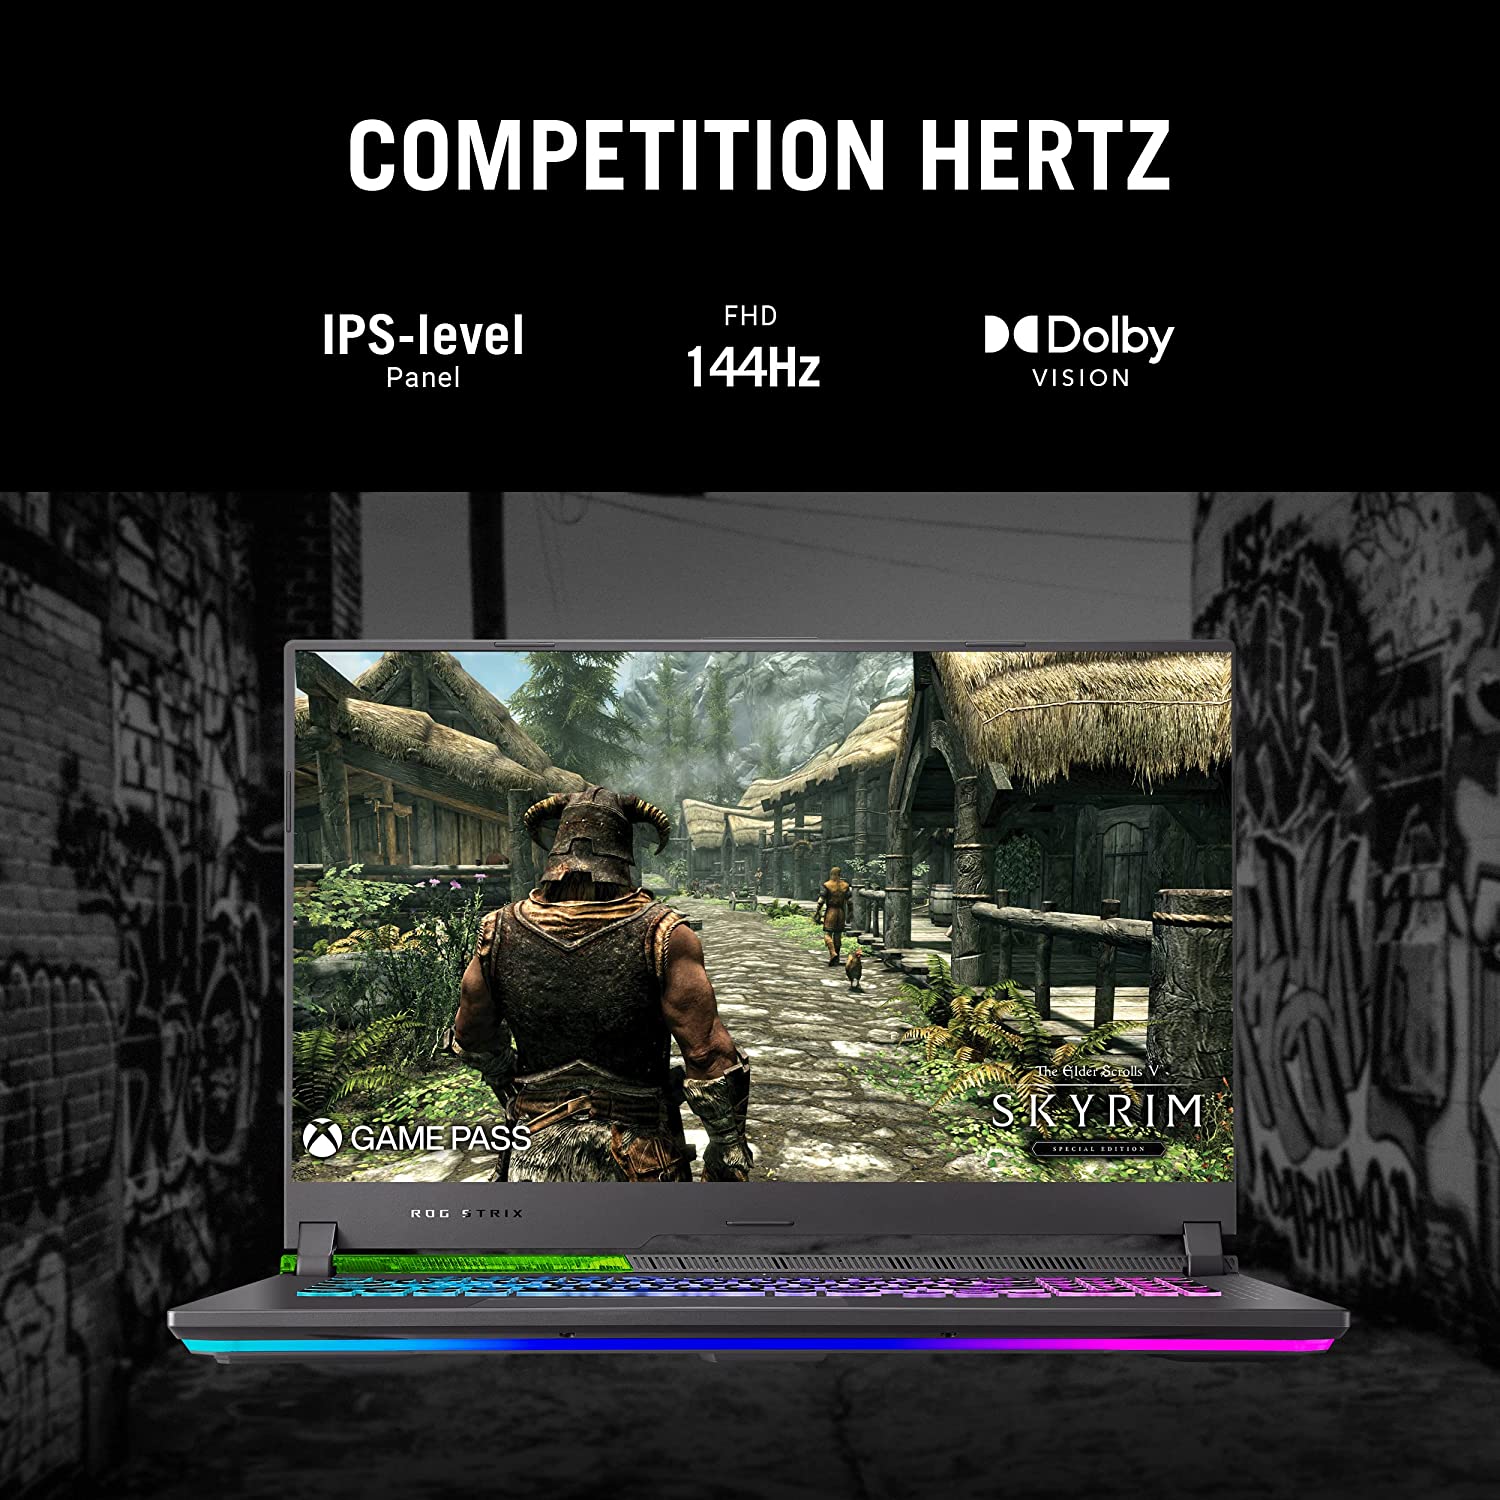 COMPETITION HERTZ
IPS-level
Panel
FHD
144Hz
Dolby
VISION
The Elder Scrolls V
SKYRIM
SPECIAL EDITION
GAME PASS
ROG STRIX